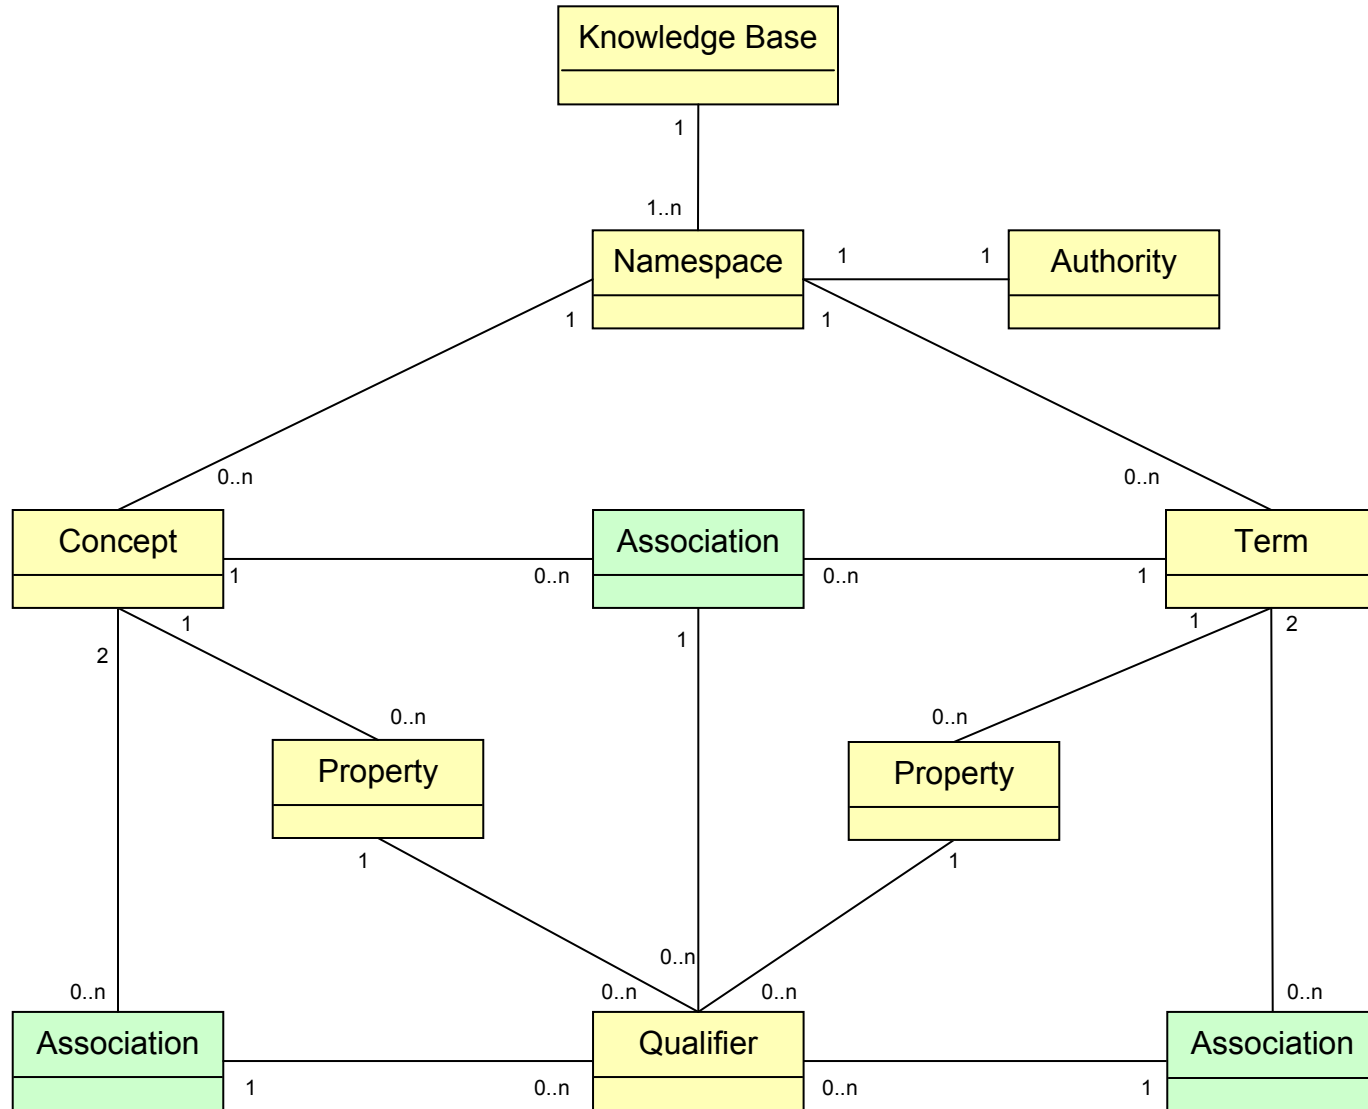 Knowledge Base
1
1..n
Namespace
1
1
Authority
1
1
0..n
0..n
Concept
Association
Term
1
0..n
0..n
1
1
2
1
1
2
0..n
0..n
Property
Property
1
1
0..n
0..n
0..n
0..n
0..n
Association
Qualifier
Association
1
0..n
0..n
1